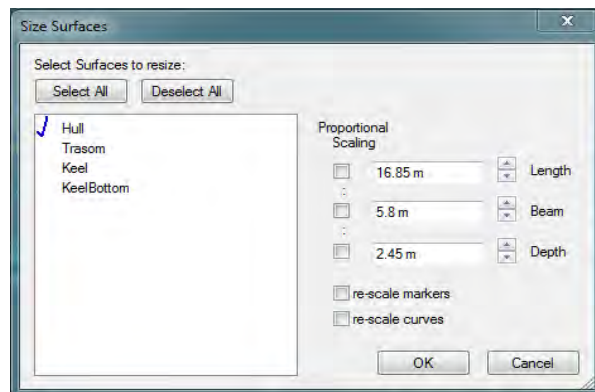 Size Surfaces
x
Select Surfaces to resize:
Select All
Deselect All
Hull
Trasom
Keel
KeelBottom
Proportional
Scaling
16.85 m
Length
:
5.8 m
Beam
:
2.45 m
Depth
re-scale markers
re-scale curves
OK
Cancel